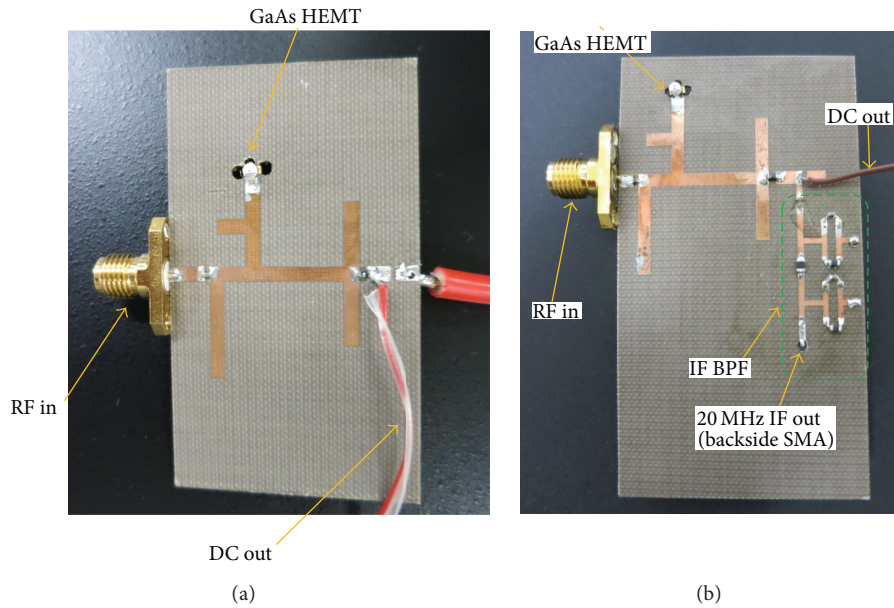 GaAs HEMT
RF in
DC out
(a)
GaAs HEMT
DC out
RF in
IF BPF
20 MHz IF out
(backside SMA)
(b)